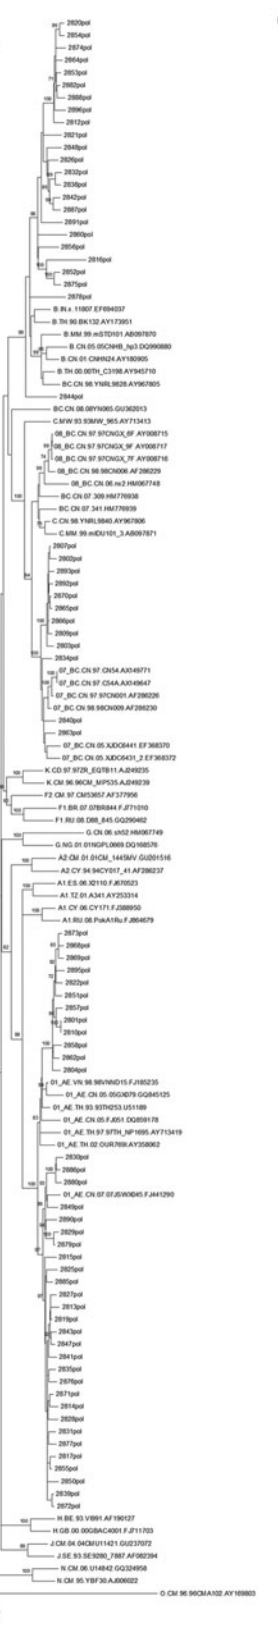 2820pol
2854pol
2874pol
2864pol
2853pol
2882pol
2888pol
2896pol
2812pol
2821pol
2848pol
2826pol
2832pol
2838pol
2842pol
2887pol
2891pol
2860pol
2856pol
2816pol
2852pol
2875pol
2878pol
B.IN.x.11807.EF694037
B.TH.90.BK132.AY173951
B.MM.99.mSTD101.AB097870
B.CN.05.05CNHB_hp3.DQ990880
B.CN.01.CNHN24.AY180905
B.TH.00.00TH_C3198.AY945710
BC.CN.98.YNRL9828.AY967805
2844pol
BC.CN.08.08YN065.GU362013
C.MW.93.93MW_965.AY713413
08_BC.CN.97.97CNGX_6F.AY008715
08_BC.CN.97.97CNGX_9F.AY008717
08_BC.CN.97.97CNGX_7F.AY008716
08_BC.CN.98.98CN006.AF286229
08_BC.CN.06.nx2.HM067748
BC.CN.07.309.HM776938
BC.CN.07.341.HM776939
C.CN.98.YNRL9840.AY967806
C.MM.99.mIDU101_3.AB097871
2807pol
2802pol
2893pol
2892pol
2870pol
2865pol
2866pol
2809pol
2803pol
2834pol
07_BC.CN.97.CN54.AX149771
07_BC.CN.97.C54A.AX149647
07_BC.CN.97.97CN001.AF286226
07_BC.CN.98.98CN009.AF286230
2840pol
2863pol
07_BC.CN.05.XJDC6441.EF368370
07_BC.CN.05.XJDC6431_2.EF368372
K.CD.97.97ZR_EQTB11.AJ249235
K.CM.96.96CM_MP535.AJ249239
F2.CM.97.CM53657.AF377956
F1.BR.07.07BR844.FJ771010
F1.RU.08.D88_845.GQ290462
G.CN.06.sh52.HM067749
G.NG.01.01NGPL0669.DQ168576
A2.CM.01.01CM_1445MV.GU201516
A2.CY.94.94CY017_41.AF286237
A1.ES.06.X2110.FJ670523
A1.TZ.01.A341.AY253314
A1.CY.06.CY171.FJ388950
A1.RU.08.PokA1Ru.FJ864679
2873pol
2868pol
2869pol
2895pol
2822pol
2851pol
2857pol
2801pol
2810pol
2858pol
2862pol
2804pol
01_AE.VN.98.98VNND15.FJ185235
01_AE.CN.05.05GX079.GQ845125
01_AE.TH.93.93TH253.U51189
01_AE.CN.05.FJ051.DQ859178
01_AE.TH.97.97TH_NP1695.AY713419
01_AE.TH.02.OUR769I.AY358062
2830pol
2886pol
2880pol
01_AE.CN.07.07JSWX045.FJ441290
2849pol
2890pol
2829pol
2879pol
2815pol
2825pol
2885pol
2827pol
2813pol
2819pol
2843pol
2847pol
2841pol
2835pol
2876pol
2871pol
2814pol
2828pol
2831pol
2877pol
2817pol
2855pol
2850pol
2839pol
2872pol
H.BE.93.VI991.AF190127
H.GB.00.00GBAC4001.FJ711703
J.CM.04.04CMU11421.GU237072
J.SE.93.SE9280_7887.AF082394
N.CM.06.U14842.GQ324958
N.CM.95.YBF30.AJ006022
O.CM.96.96CMA102.AY169803